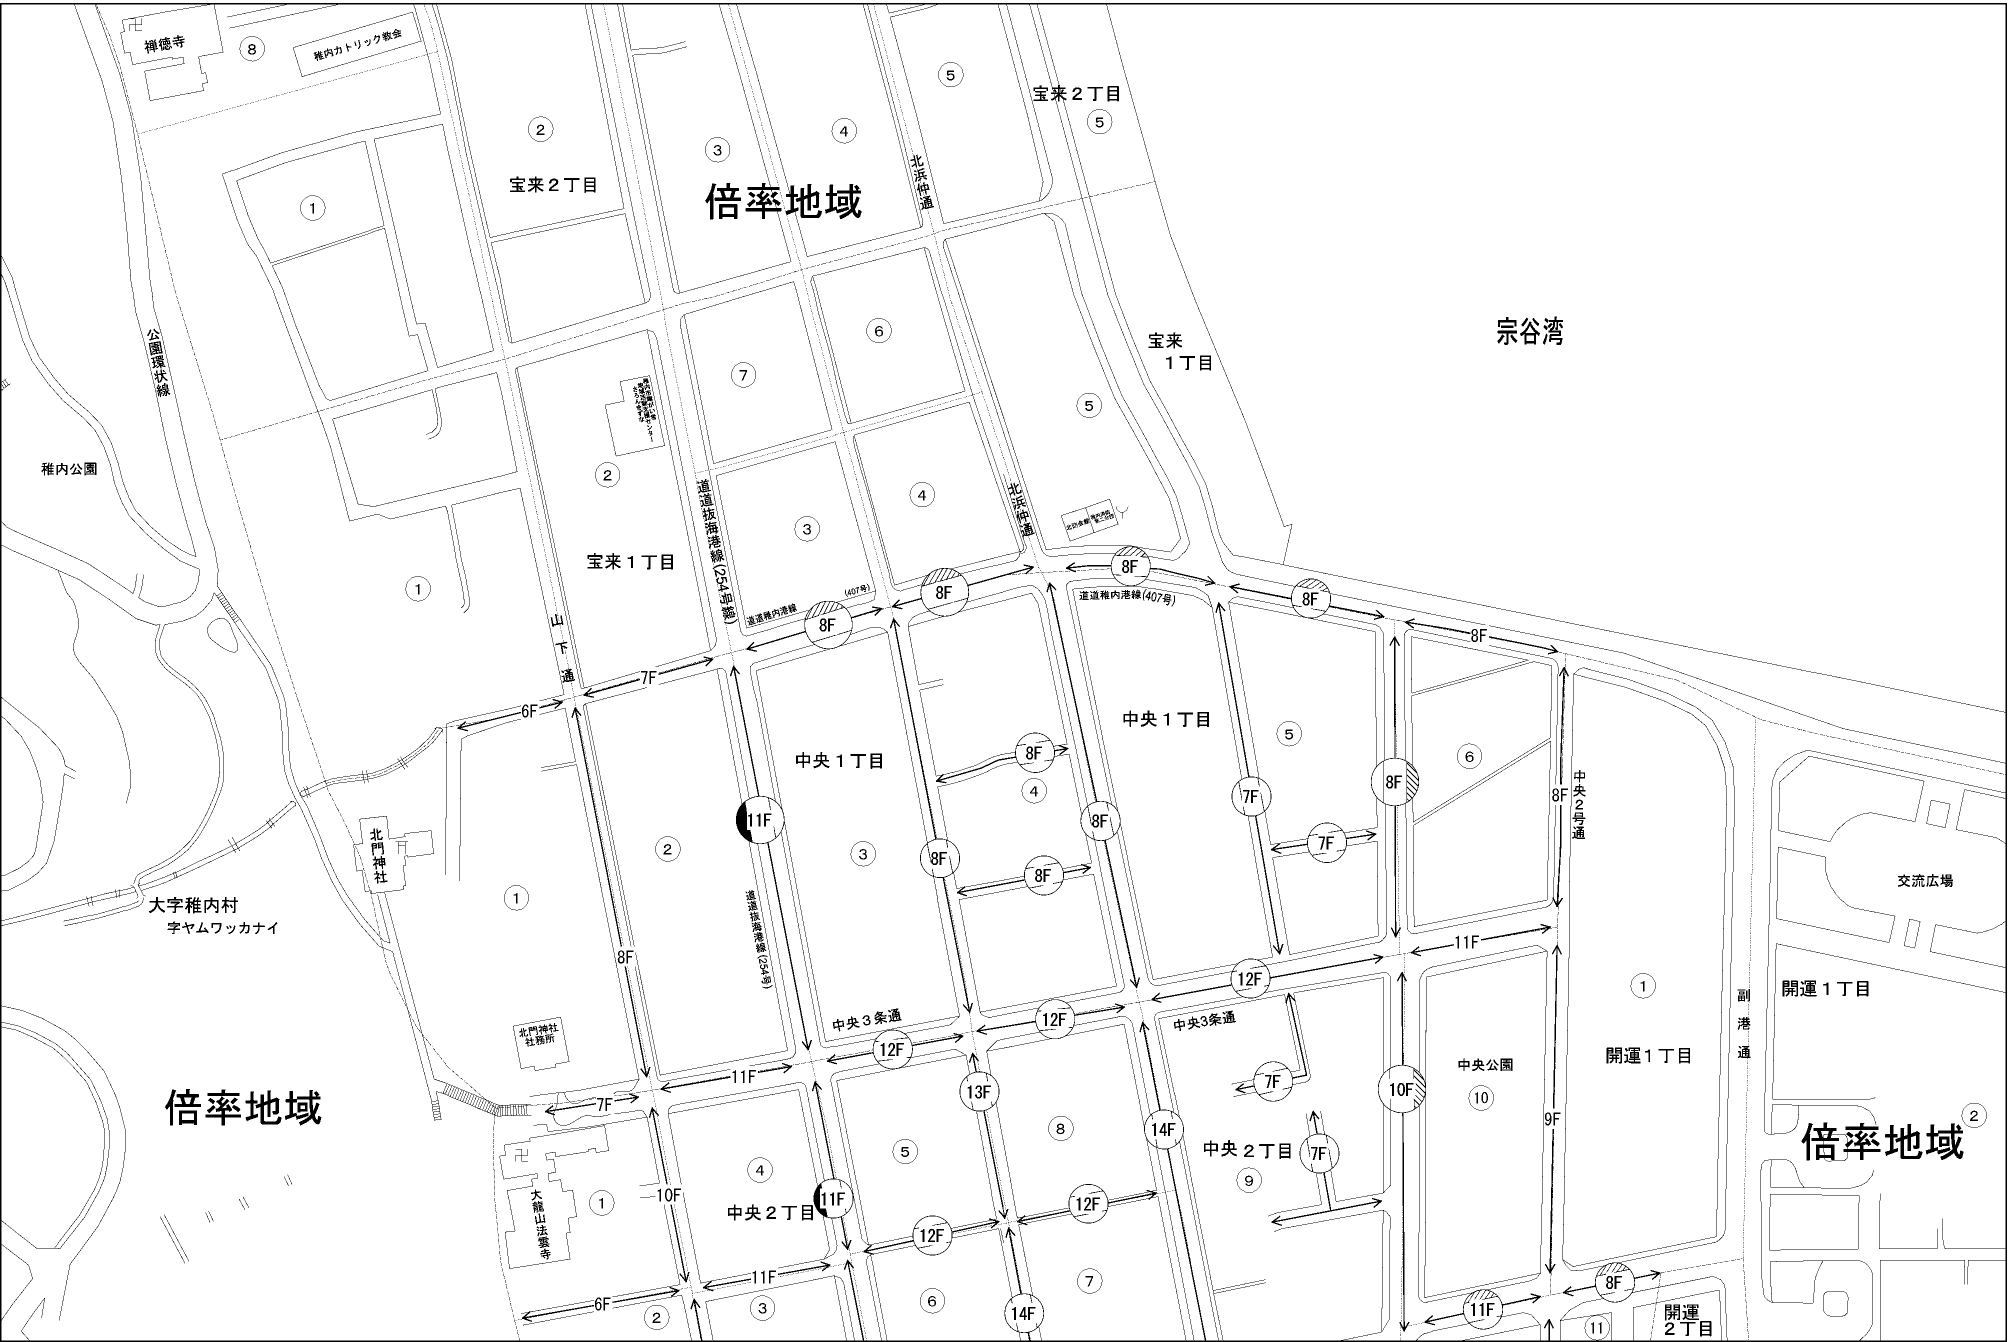 禅徳寺
⑧
稚内カトリック教会
②
宝来２丁目
③
④
⑤
宝来２丁目
⑤
北浜仲通
倍率地域
①
公園環状線
⑥
⑦
宗谷湾
宝来
１丁目
⑤
稚内公園
②
道道抜海港線(254号線)
③
④
北浜仲通
北防会館
宝来１丁目
①
山下通
道道稚内港線
(407号)
8F
8F
8F
道道稚内港線(407号)
8F
8F
7F
6F
中央１丁目
中央１丁目
⑤
⑥
8F
④
8F
7F
8F
8F
中央２号通
11F
8F
7F
②
③
8F
8F
北門神社
大字稚内村
字ヤムワッカナイ
①
交流広場
道道抜海港線(254号)
8F
11F
12F
①
副港通
開運１丁目
中央３条通
12F
12F
中央3条通
北門神社
社務所
開運１丁目
中央公園
⑩
11F
7F
13F
7F
10F
9F
倍率地域
倍率地域
②
⑧
14F
⑤
④
中央２丁目
7F
⑨
大龍山法雲寺
①
10F
中央２丁目
11F
12F
12F
11F
6F
②
③
⑥
⑦
14F
11F
8F
⑪
開運
２丁目